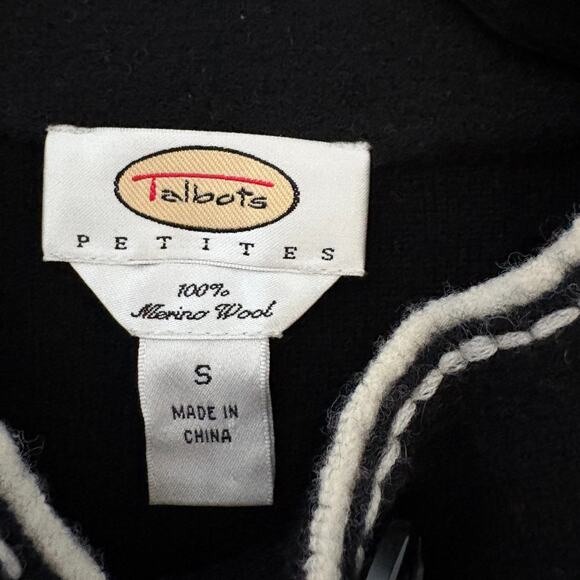 Talbots
PETITES
100%
Merino Wool
S
MADE IN
CHINA